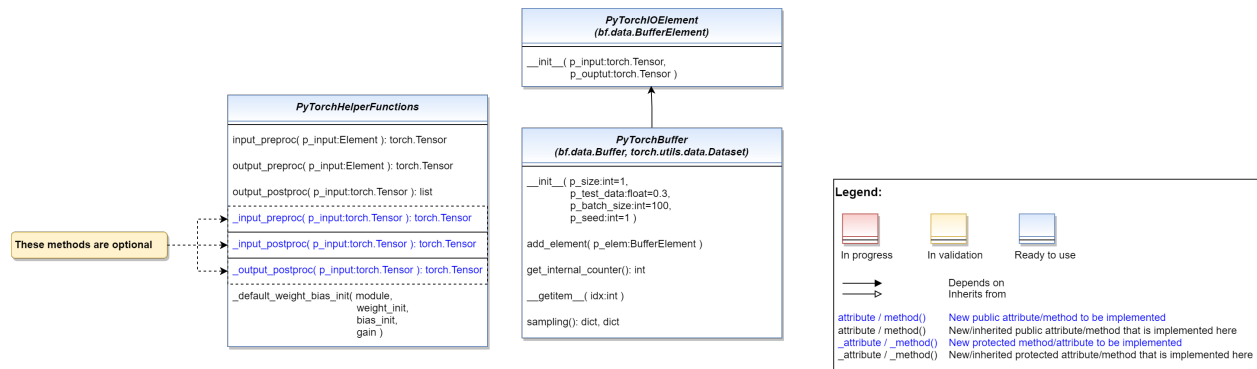 PyTorchIOElement
(bf.data.BufferElement)
__init__( p_input:torch.Tensor,
p_ouptut:torch.Tensor )
PyTorchHelperFunctions
input_preproc( p_input:Element ): torch.Tensor
output_preproc( p_input:Element ): torch.Tensor
output_postproc( p_input:torch.Tensor ): list
_input_preproc( p_input:torch.Tensor ): torch.Tensor
_input_postproc( p_input:torch.Tensor ): torch.Tensor
_output_postproc( p_input:torch.Tensor ): torch.Tensor
_default_weight_bias_init( module,
weight_init,
bias_init,
gain )
These methods are optional
PyTorchBuffer
(bf.data.Buffer, torch.utils.data.Dataset)
__init__( p_size:int=1,
p_test_data:float=0.3,
p_batch_size:int=100,
p_seed:int=1 )
add_element( p_elem:BufferElement )
get_internal_counter(): int
__getitem__( idx:int )
sampling(): dict, dict
Legend:
In progress In validation Ready to use
Depends on
Inherits from
attribute / method() New public attribute/method to be implemented
attribute / method() New/inherited public attribute/method that is implemented here
_attribute / _method() New protected method/attribute to be implemented
_attribute / _method() New/inherited protected attribute/method that is implemented here